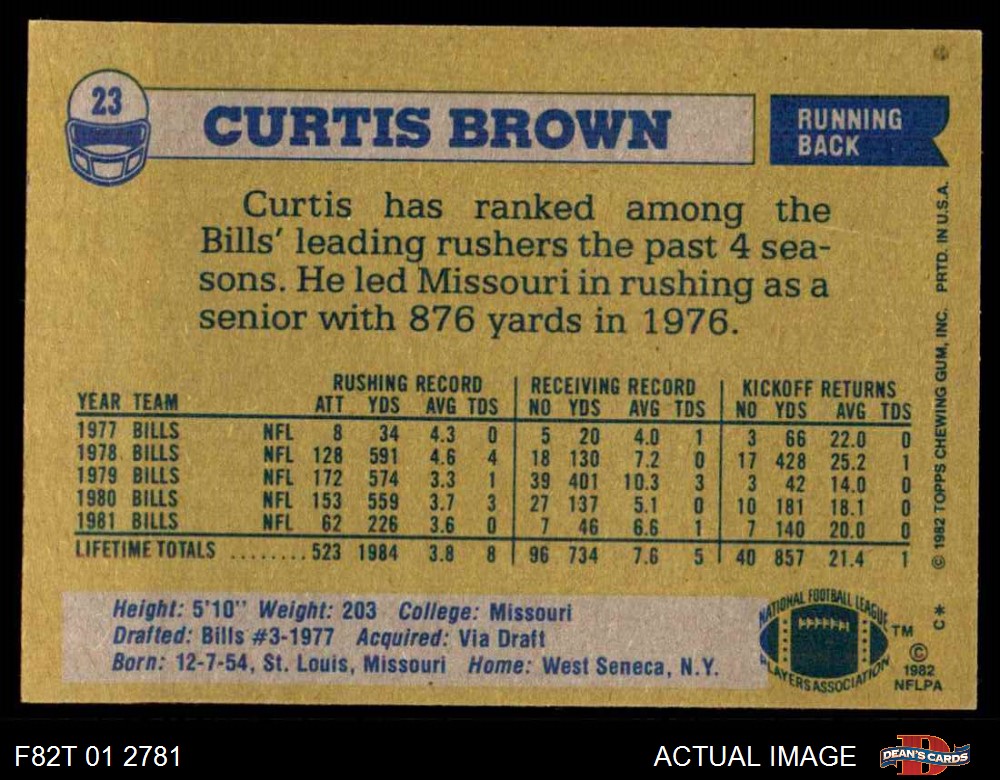 23
CURTIS BROWN
RUNNING
BACK
Curtis has ranked among the
Bills' leading rushers the past 4 sea-
sons. He led Missouri in rushing as a
senior with 876 yards in 1976.
RUSHING RECORD RECEIVING RECORD KICKOFF RETURNS
YEAR TEAM ATT YDS AVG TDS NO YDS AVG TDS NO YDS AVG TDS
1977 BILLS NFL 8 34 4.3 0 5 20 4.0 1 3 66 22.0 0
1978 BILLS NFL 128 591 4.6 4 18 130 7.2 0 17 428 25.2 1
1979 BILLS NFL 172 574 3.3 1 39 401 10.3 3 3 42 14.0 0
1980 BILLS NFL 153 559 3.7 3 27 137 5.1 0 10 181 18.1 0
1981 BILLS NFL 62 226 3.6 0 7 46 6.6 1 7 140 20.0 0
LIFETIME TOTALS ........ 523 1984 3.8 8 96 734 7.6 5 40 857 21.4 1
Height: 5'10" Weight: 203 College: Missouri
Drafted: Bills #3-1977 Acquired: Via Draft
Born: 12-7-54, St. Louis, Missouri Home: West Seneca, N.Y.
NATIONAL FOOTBALL LEAGUE
PLAYERS ASSOCIATION
TM
©
1982
NFLPA
C*
© 1982 TOPPS CHEWING GUM, INC. PRTD. IN U.S.A.
F82T 01 2781
ACTUAL IMAGE
D
DEAN'S CARDS